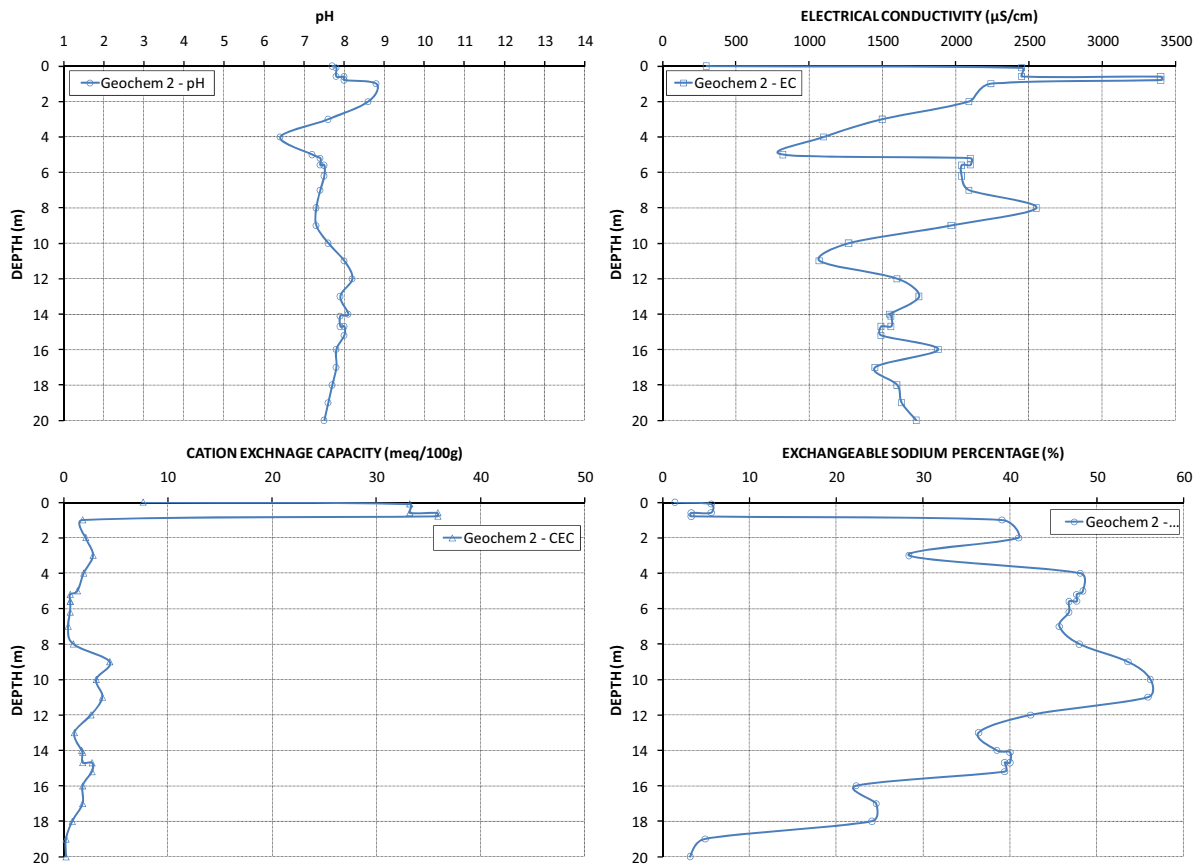 pH
1 2 3 4 5 6 7 8 9 10 11 12 13 14
0
2
4
6
8
10
12
14
16
18
20
DEPTH (m)
Geochem 2 - pH
ELECTRICAL CONDUCTIVITY (µS/cm)
0 500 1000 1500 2000 2500 3000 3500
0
2
4
6
8
10
12
14
16
18
20
DEPTH (m)
Geochem 2 - EC
CATION EXCHNAGE CAPACITY (meq/100g)
0 10 20 30 40 50
0
2
4
6
8
10
12
14
16
18
20
DEPTH (m)
Geochem 2 - CEC
EXCHANGEABLE SODIUM PERCENTAGE (%)
0 10 20 30 40 50 60
0
2
4
6
8
10
12
14
16
18
20
DEPTH (m)
Geochem 2 -...